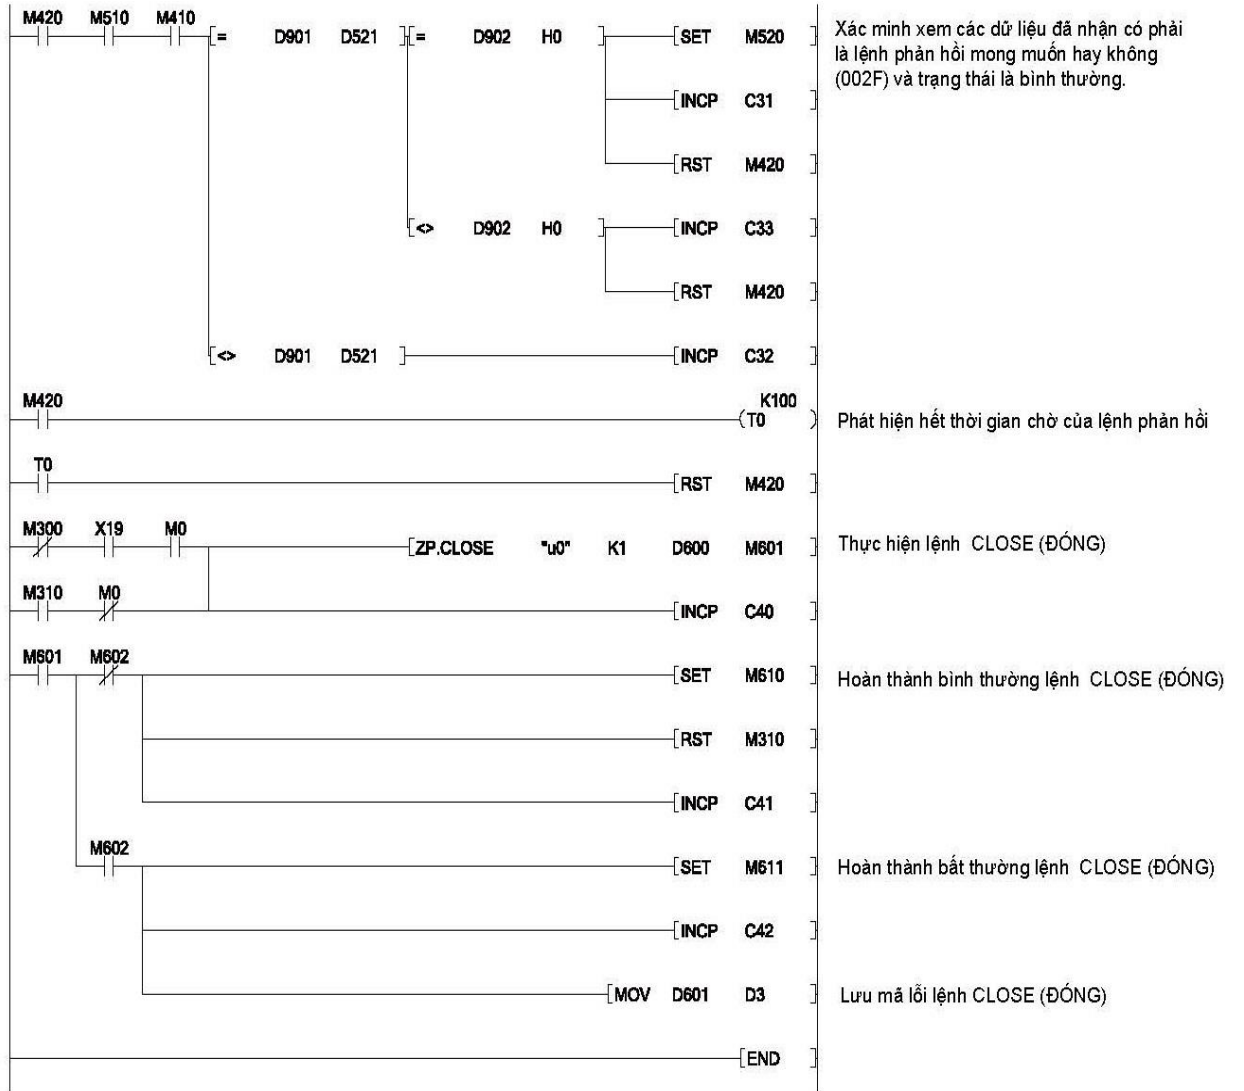 M420 M510 M410
[= D901 D521 ][= D902 H0 ] [SET M520 ]
Xác minh xem các dữ liệu đã nhận có phải
là lệnh phản hồi mong muốn hay không
(002F) và trạng thái là bình thường.
[INCP C31 ]
[RST M420 ]
[<> D902 H0 ] [INCP C33 ]
[RST M420 ]
[<> D901 D521 ] [INCP C32 ]
M420 K100
(T0 ) Phát hiện hết thời gian chờ của lệnh phản hồi
T0
[RST M420 ]
M300 X19 M0
[ZP.CLOSE "u0" K1 D600 M601 ] Thực hiện lệnh CLOSE (ĐÓNG)
M310 M0
[INCP C40 ]
M601 M602
[SET M610 ] Hoàn thành bình thường lệnh CLOSE (ĐÓNG)
[RST M310 ]
[INCP C41 ]
M602
[SET M611 ] Hoàn thành bất thường lệnh CLOSE (ĐÓNG)
[INCP C42 ]
[MOV D601 D3 ] Lưu mã lỗi lệnh CLOSE (ĐÓNG)
[END ]